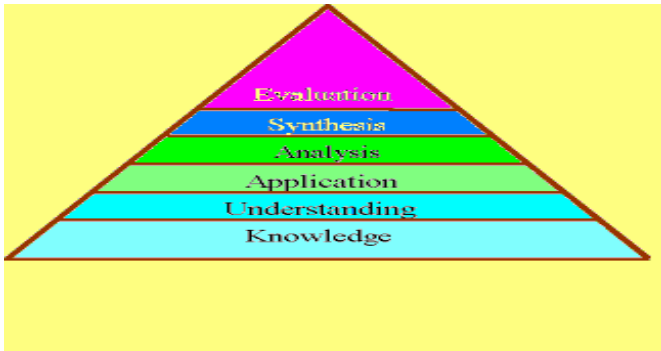 Evaluation
Synthesis
Analysis
Application
Understanding
Knowledge